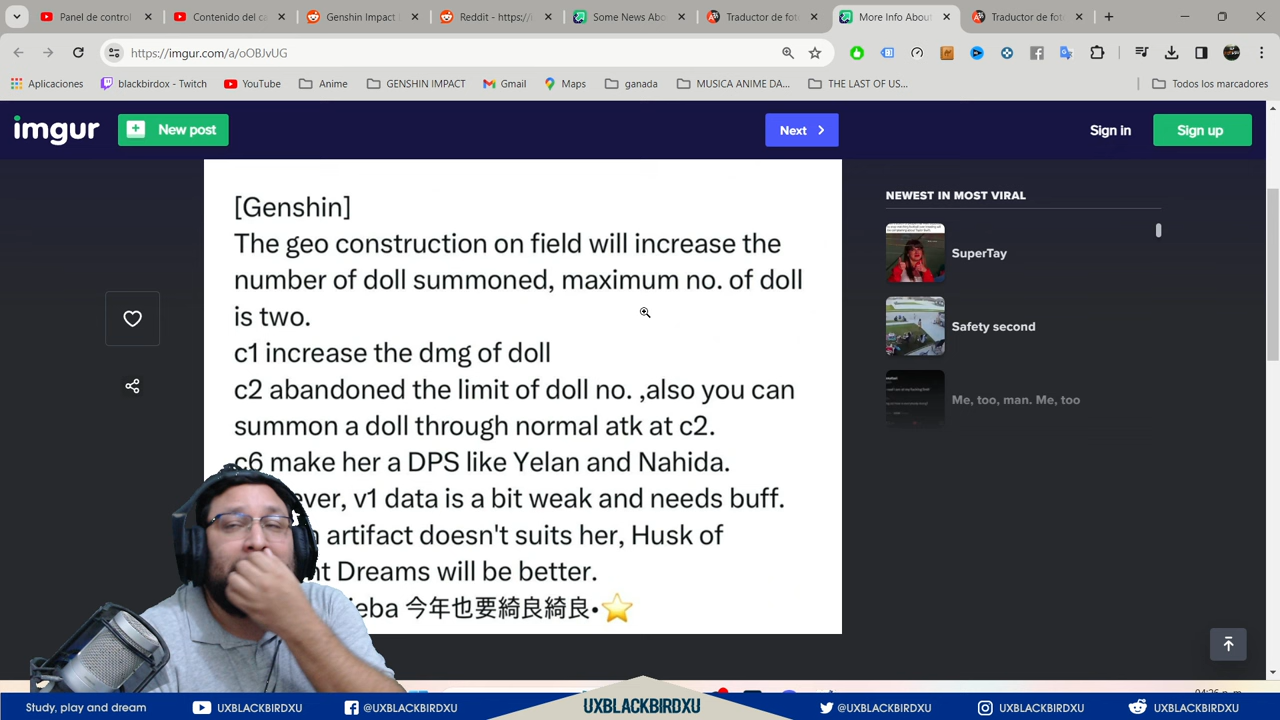 Panel de control
Contenido del ca
Genshin Impact
Reddit - https:/
Some News Abo
Traductor de fot
More Info About
Traductor de fot
https://imgur.com/a/oOBJvUG
Aplicaciones
blackbirdox - Twitch
YouTube
Anime
GENSHIN IMPACT
Gmail
Maps
ganada
MUSICA ANIME DA...
THE LAST OF US...
Todos los marcadores
imgur
New post
Next
Sign in
Sign up
[Genshin]
The geo construction on field will increase the
number of doll summoned, maximum no. of doll
is two.
c1 increase the dmg of doll
c2 abandoned the limit of doll no. ,also you can
summon a doll through normal atk at c2.
c6 make her a DPS like Yelan and Nahida.
ever, v1 data is a bit weak and needs buff.
artifact doesn't suits her, Husk of
nt Dreams will be better.
ieba 今年也要綺良綺良•⭐
NEWEST IN MOST VIRAL
SuperTay
Safety second
Me, too, man. Me, too
Study, play and dream
UXBLACKBIRDXU
@UXBLACKBIRDXU
UXBLACKBIRDXU
@UXBLACKBIRDXU
UXBLACKBIRDXU
UXBLACKBIRDXU